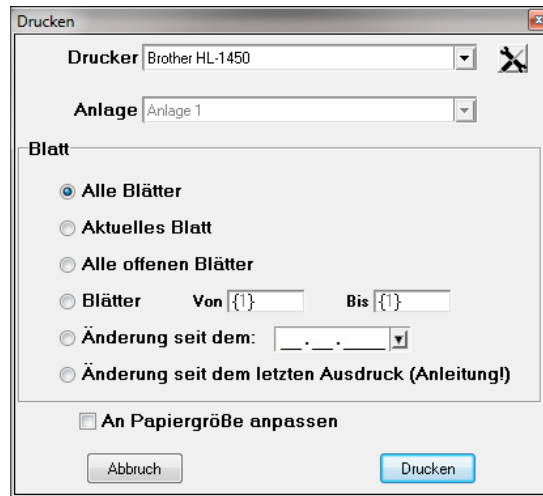 Drucken
Drucker Brother HL-1450
Anlage Anlage 1
Blatt
Alle Blätter
Aktuelles Blatt
Alle offenen Blätter
Blätter Von {1} Bis {1}
Änderung seit dem: __.__.____
Änderung seit dem letzten Ausdruck (Anleitung!)
An Papiergröße anpassen
Abbruch Drucken